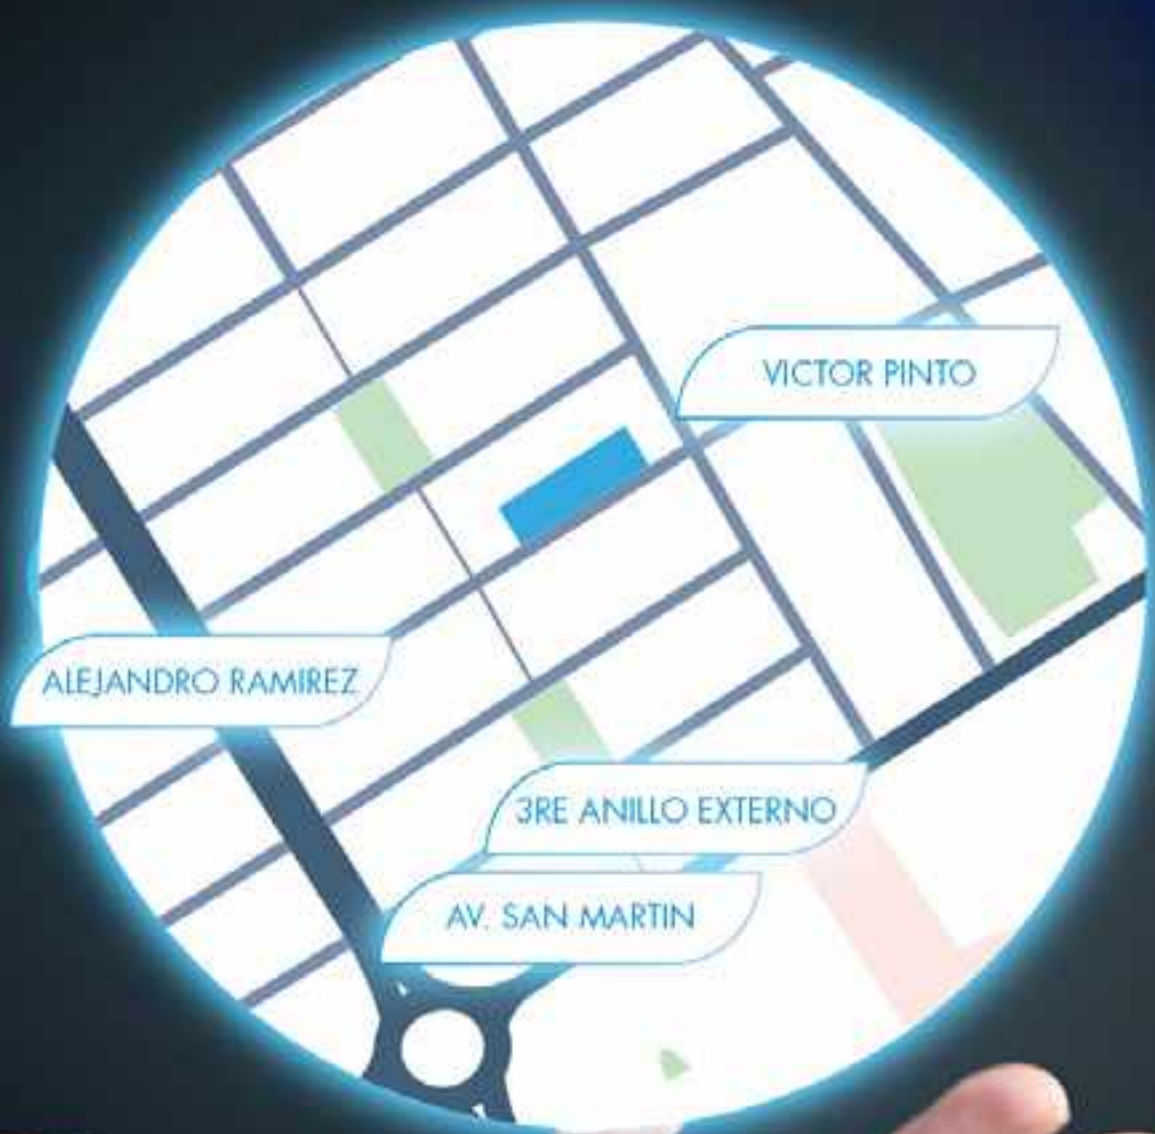 VICTOR PINTO
ALEJANDRO RAMIREZ
3RE ANILLO EXTERNO
AV. SAN MARTIN